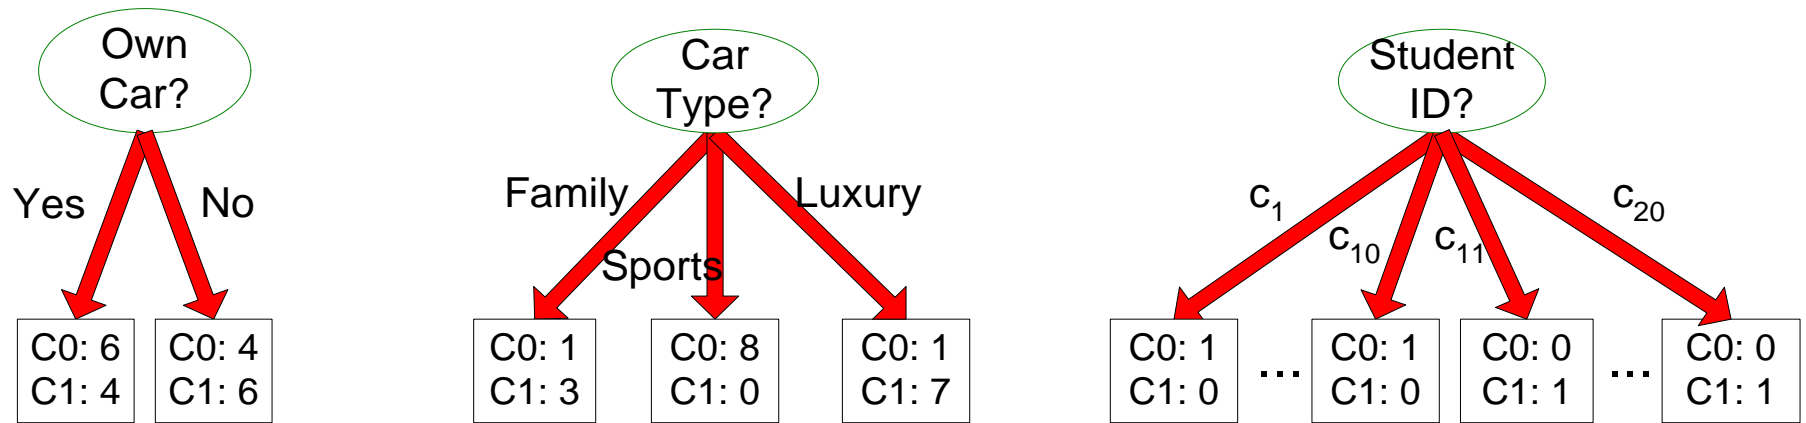 Own
Car?
Yes
No
C0: 6
C1: 4
C0: 4
C1: 6
Car
Type?
Family
Sports
Luxury
C0: 1
C1: 3
C0: 8
C1: 0
C0: 1
C1: 7
Student
ID?
c1
c10
c11
c20
C0: 1
C1: 0
...
C0: 1
C1: 0
C0: 0
C1: 1
...
C0: 0
C1: 1